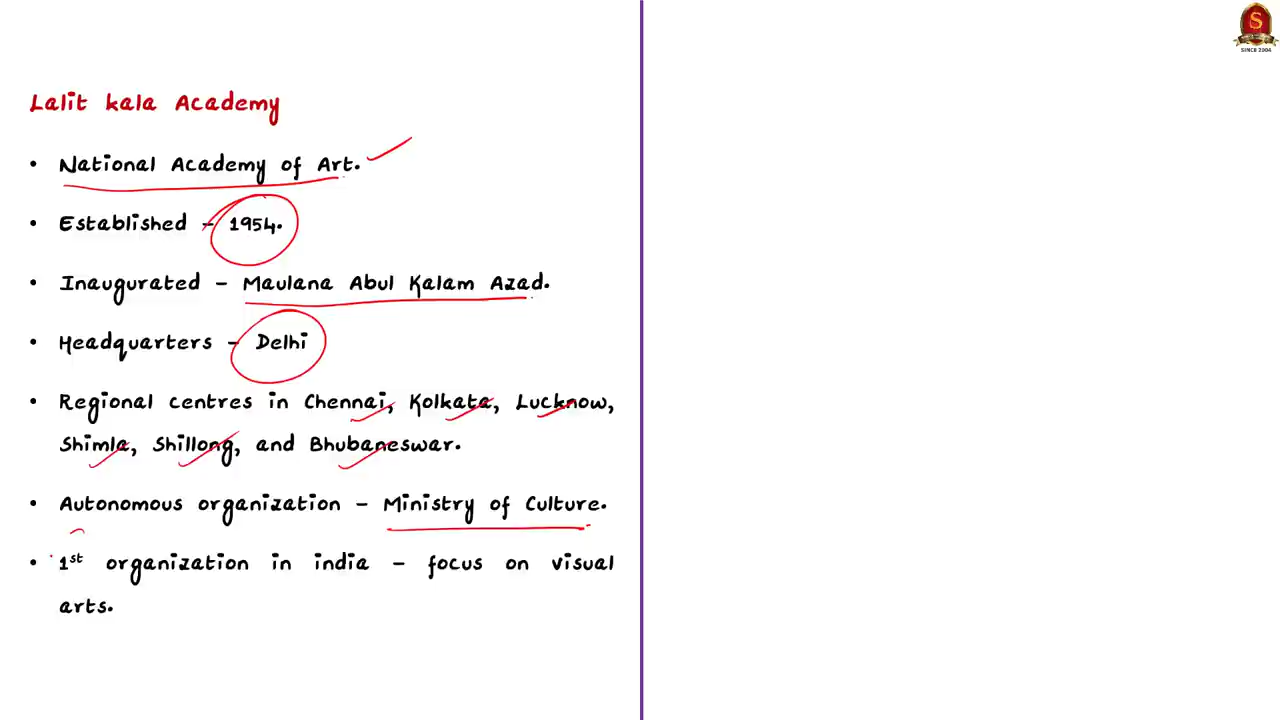 Lalit kala Academy
• National Academy of Art.
• Established - 1954.
• Inaugurated - Maulana Abul Kalam Azad.
• Headquarters - Delhi
• Regional centres in Chennai, Kolkata, Lucknow,
Shimla, Shillong, and Bhubaneswar.
• Autonomous organization - Ministry of Culture.
• 1st organization in india - focus on visual
arts.
S
SINCE 2004